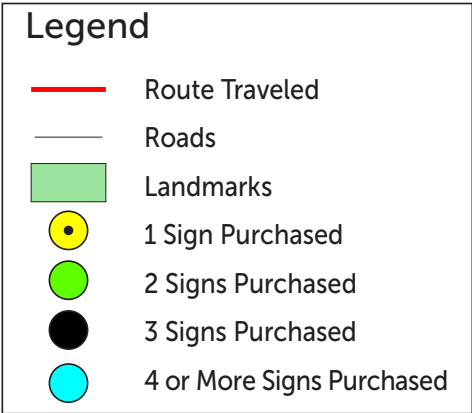 Legend
Route Traveled
Roads
Landmarks
1 Sign Purchased
2 Signs Purchased
3 Signs Purchased
4 or More Signs Purchased